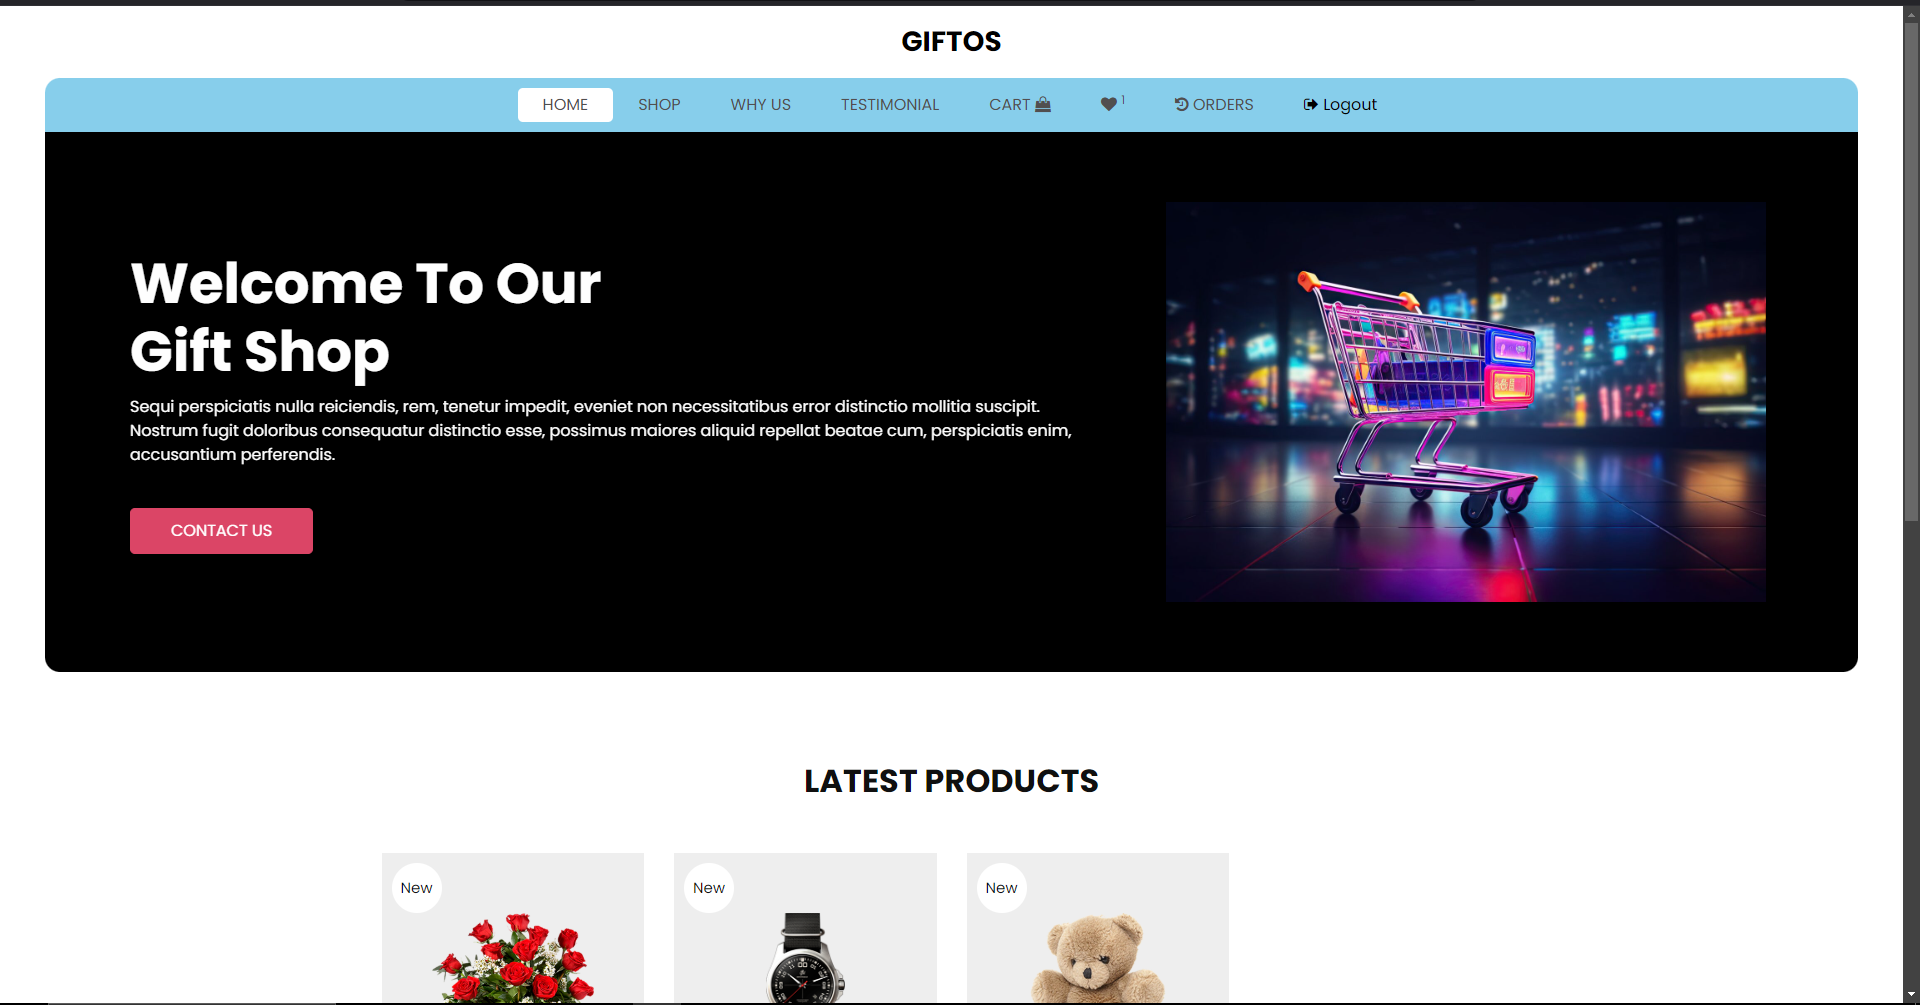 GIFTOS
HOME SHOP WHY US TESTIMONIAL CART 1 ORDERS Logout
Welcome To Our
Gift Shop
Sequi perspiciatis nulla reiciendis, rem, tenetur impedit, eveniet non necessitatibus error distinctio mollitia suscipit.
Nostrum fugit doloribus consequatur distinctio esse, possimus maiores aliquid repellat beatae cum, perspiciatis enim,
accusantium perferendis.
CONTACT US
LATEST PRODUCTS
New New New